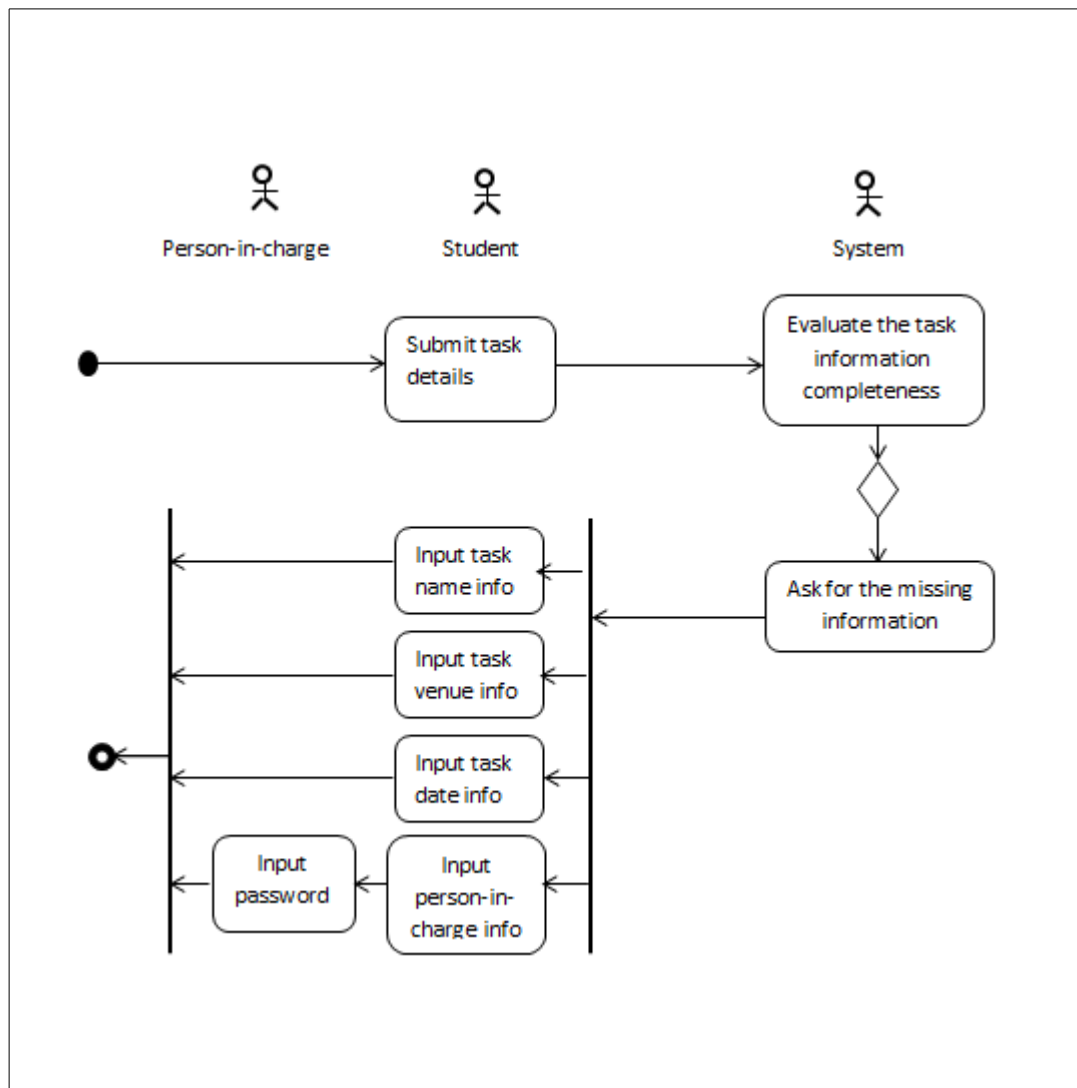 Person-in-charge
Student
System
Submit task
details
Evaluate the task
information
completeness
Input task
name info
Ask for the missing
information
Input task
venue info
Input task
date info
Input
password
Input
person-in-
charge info